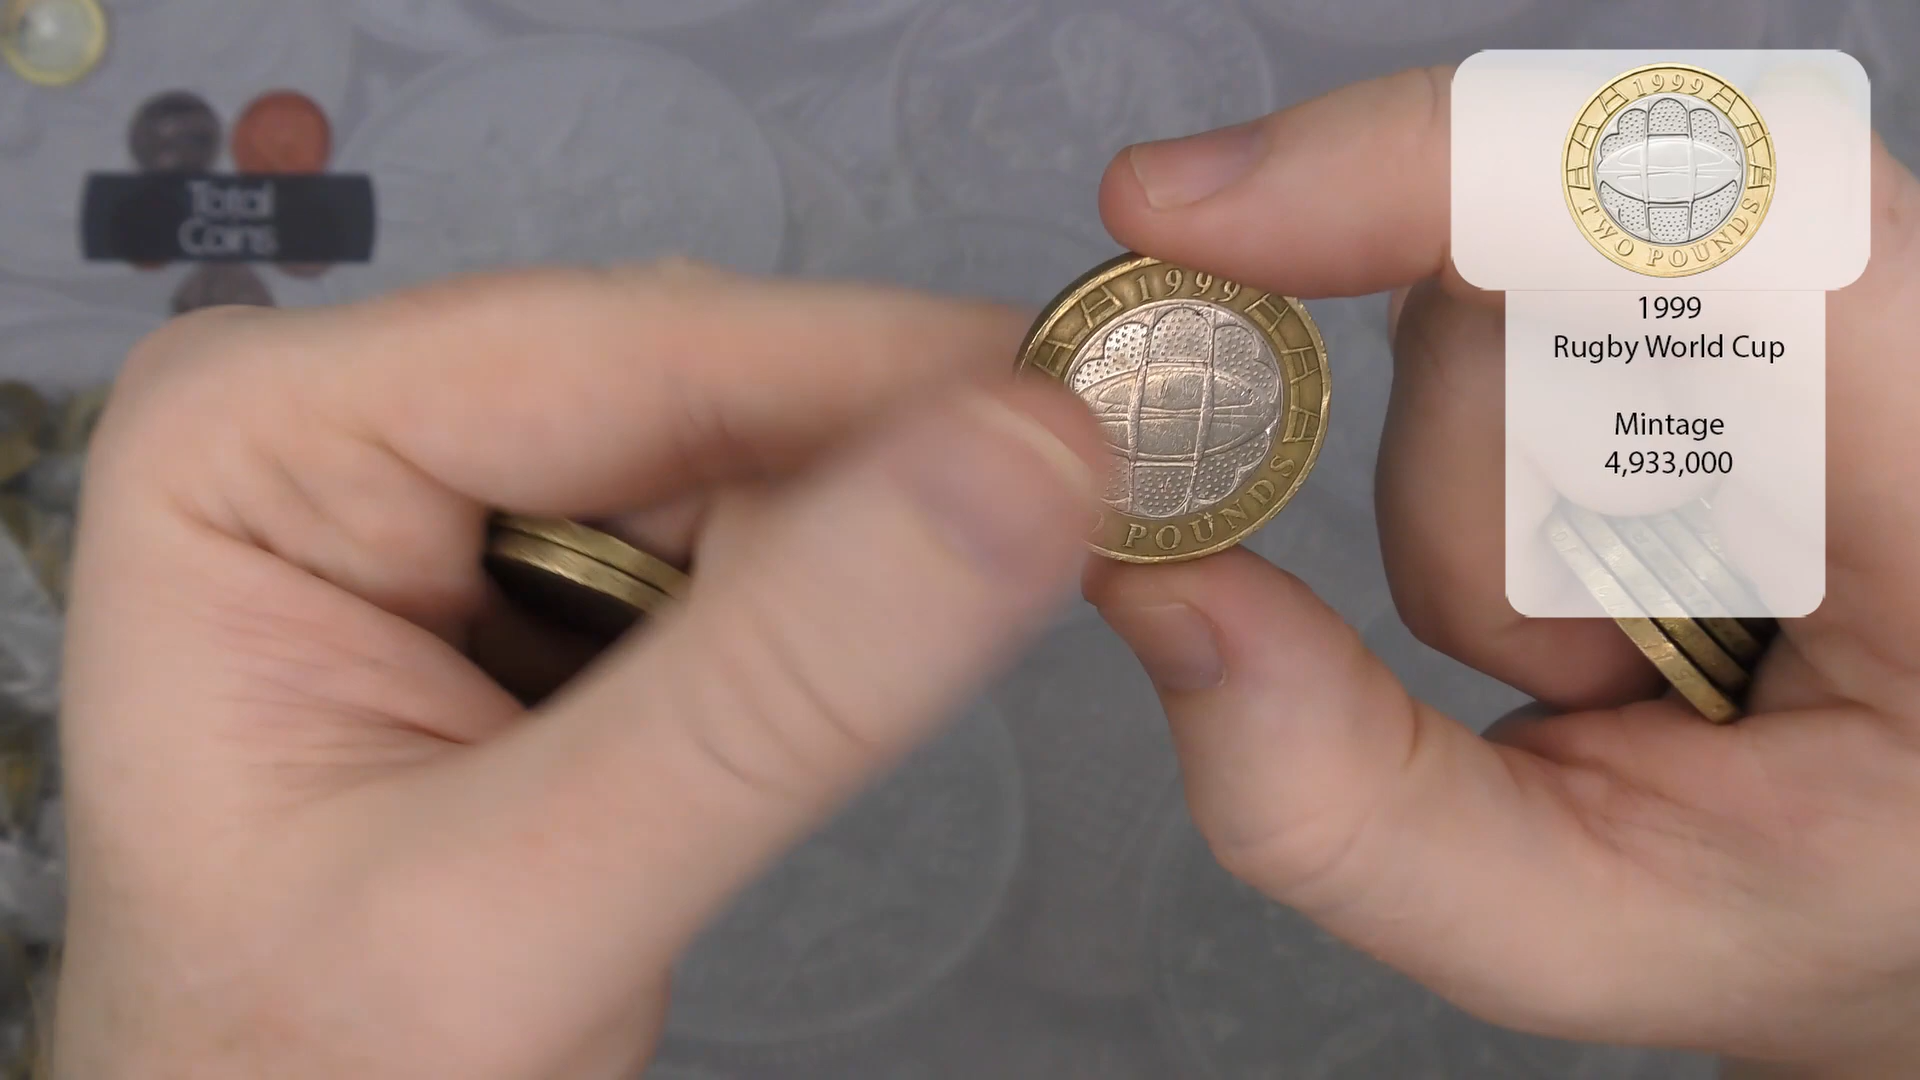 Total
Coins
1999
POUNDS
1999
TWO POUNDS
1999
Rugby World Cup
Mintage
4,933,000